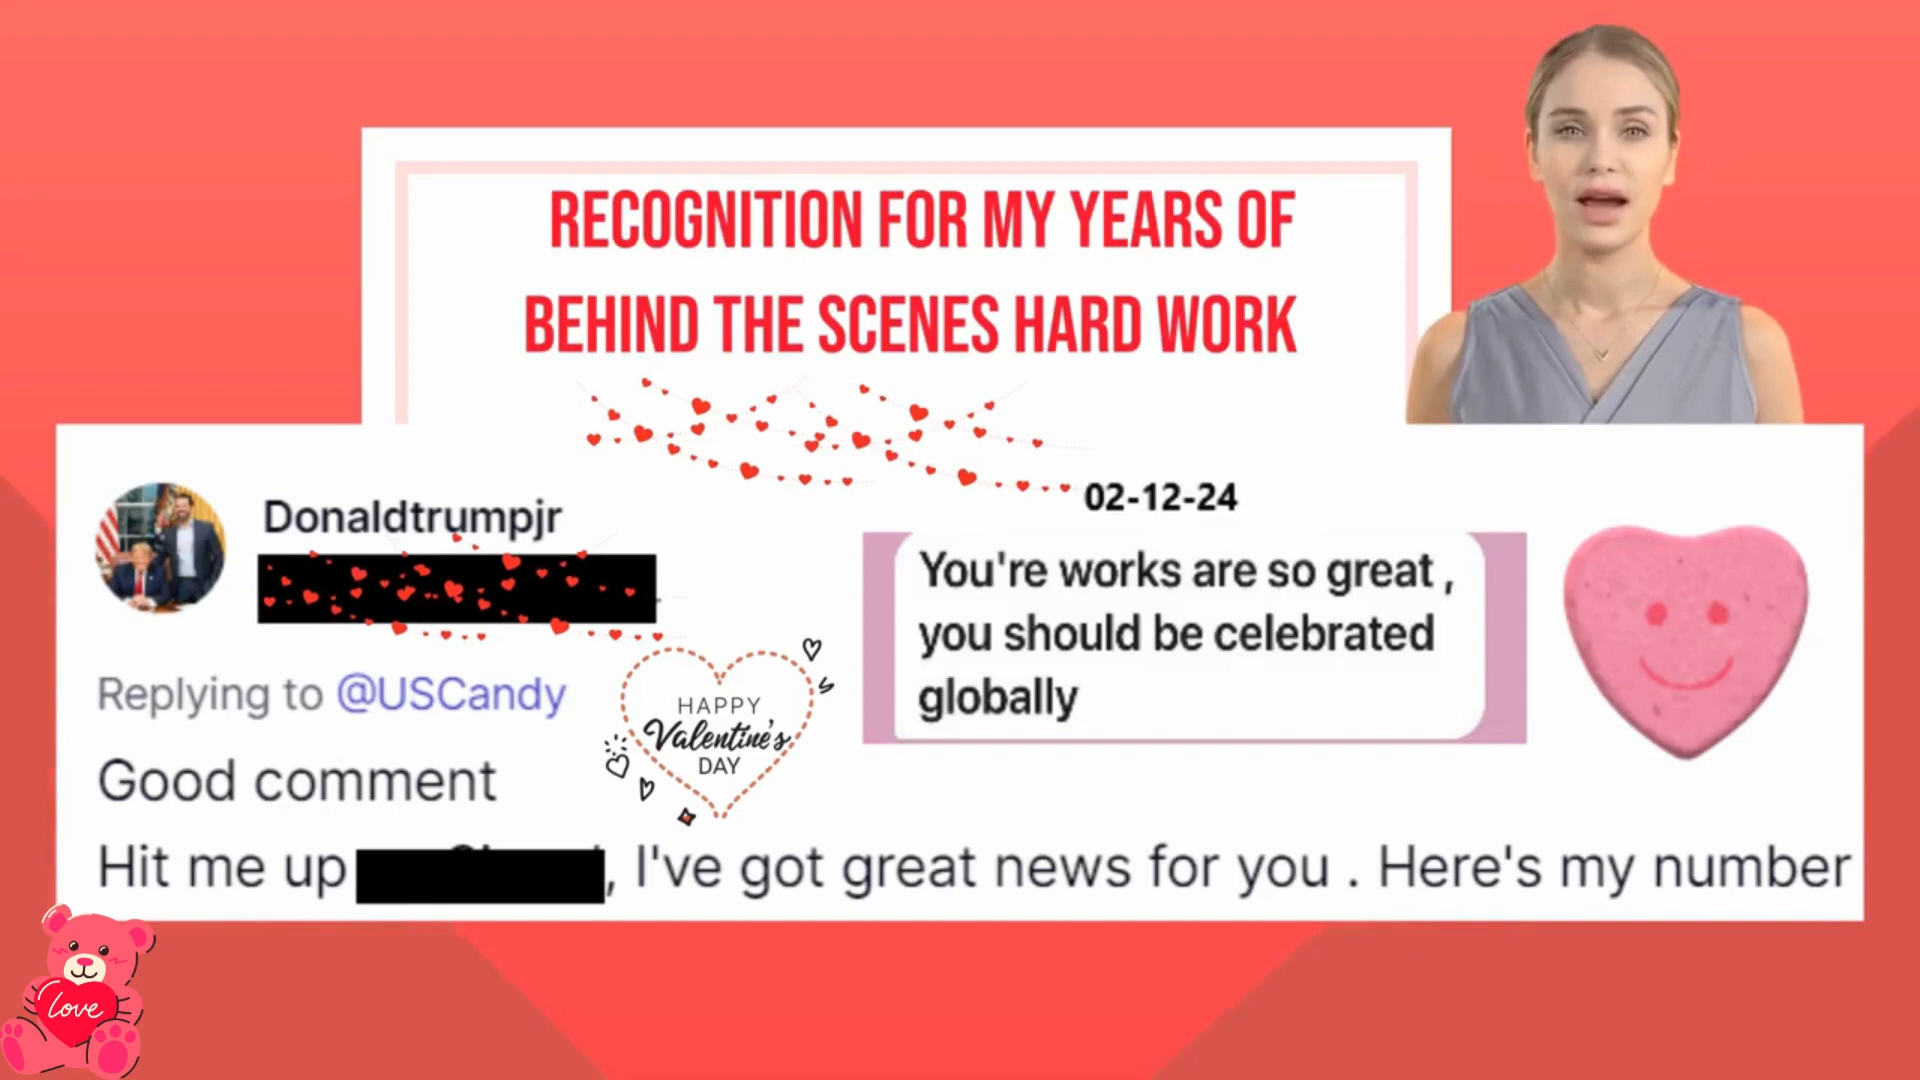 RECOGNITION FOR MY YEARS OF
BEHIND THE SCENES HARD WORK
Donaldtrumpjr
Replying to @USCandy
Good comment
Hit me up , I've got great news for you . Here's my number
HAPPY
Valentine's
DAY
02-12-24
You're works are so great ,
you should be celebrated
globally
love